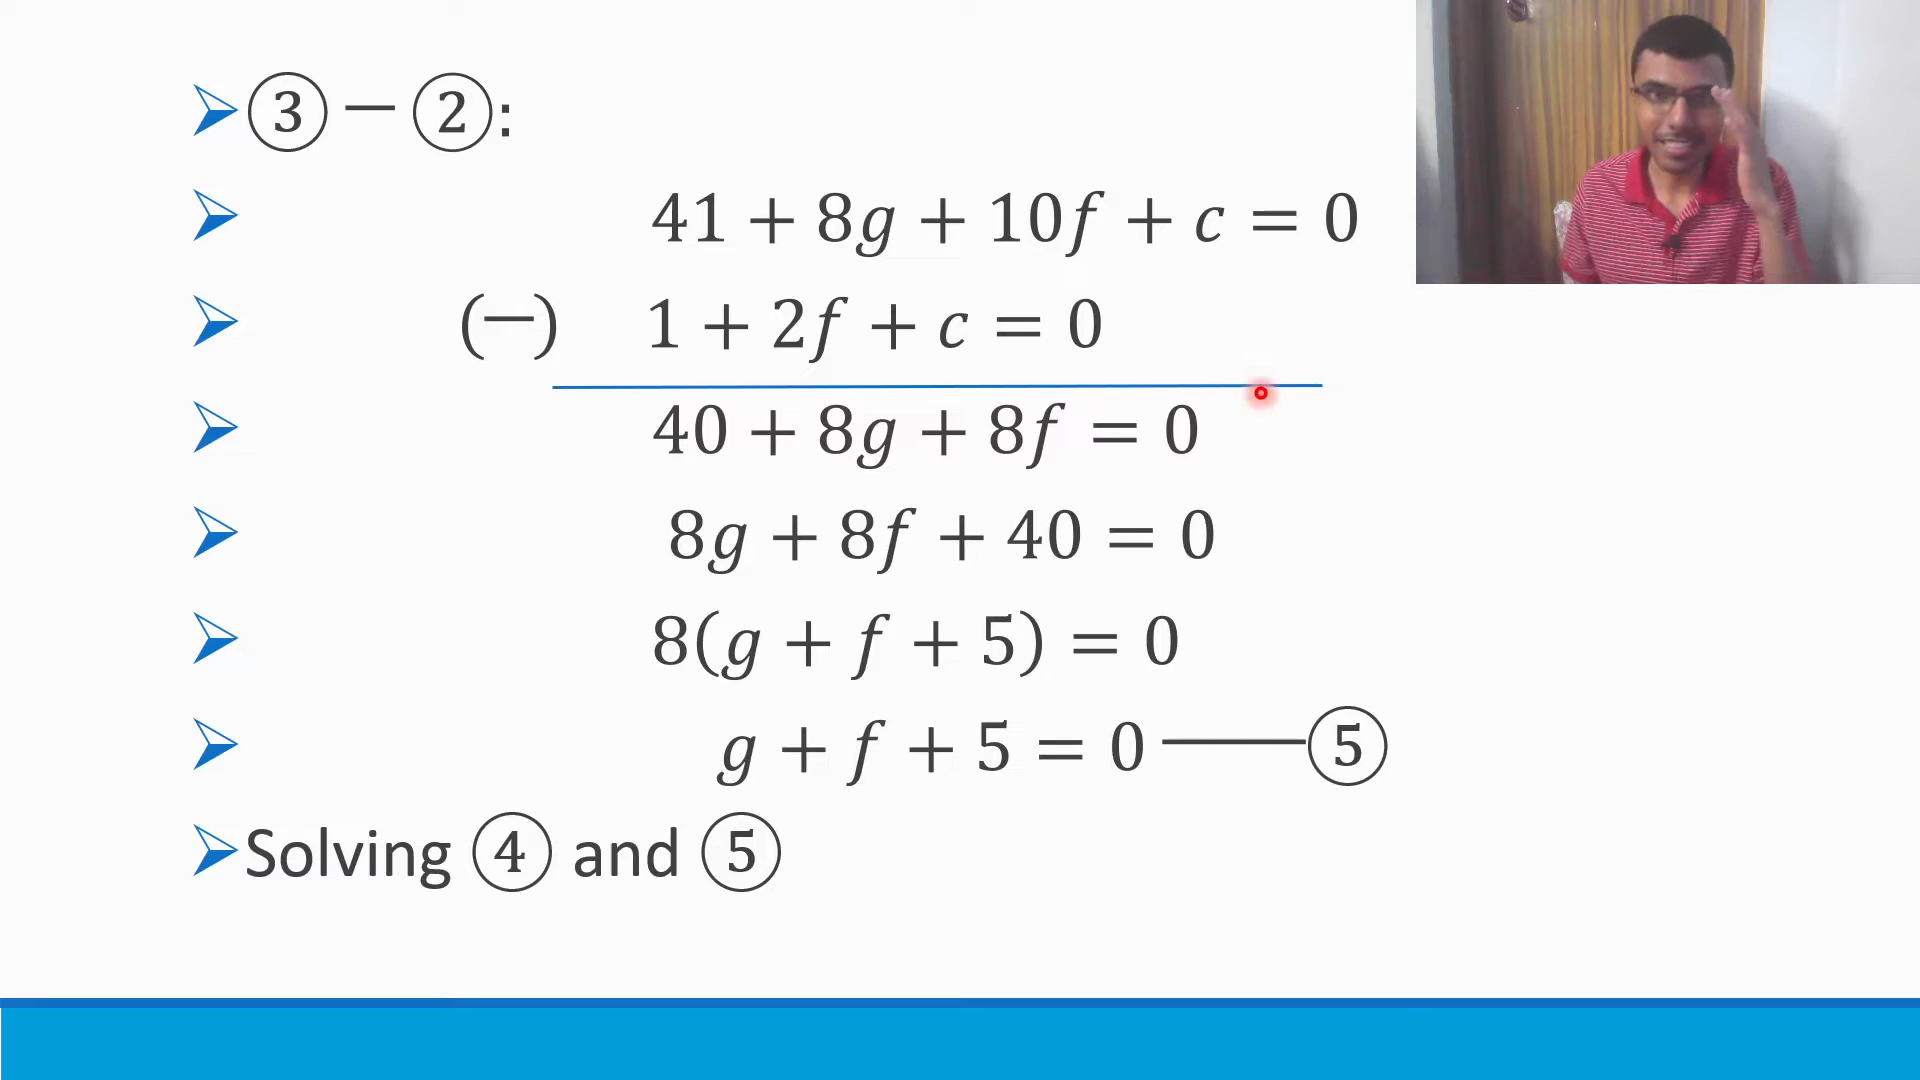 ③ − ②:
41 + 8g + 10f + c = 0
(−) 1 + 2f + c = 0
40 + 8g + 8f = 0
8g + 8f + 40 = 0
8(g + f + 5) = 0
g + f + 5 = 0 —— ⑤
Solving ④ and ⑤